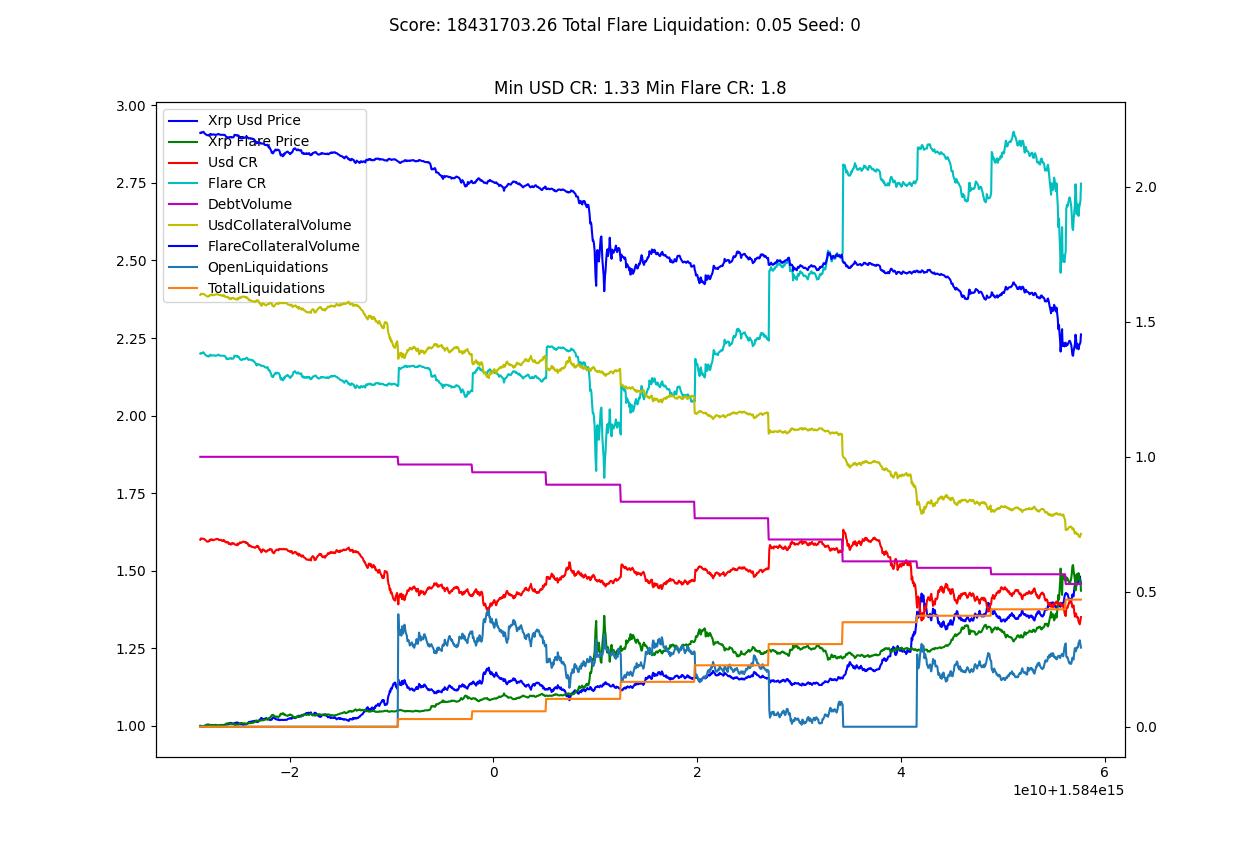 Score: 18431703.26 Total Flare Liquidation: 0.05 Seed: 0
Min USD CR: 1.33 Min Flare CR: 1.8
3.00
2.75
2.50
2.25
2.00
1.75
1.50
1.25
1.00
Xrp Usd Price
Xrp Flare Price
Usd CR
Flare CR
DebtVolume
UsdCollateralVolume
FlareCollateralVolume
OpenLiquidations
TotalLiquidations
2.0
1.5
1.0
0.5
0.0
−2 0 2 4 6
1e10+1.584e15